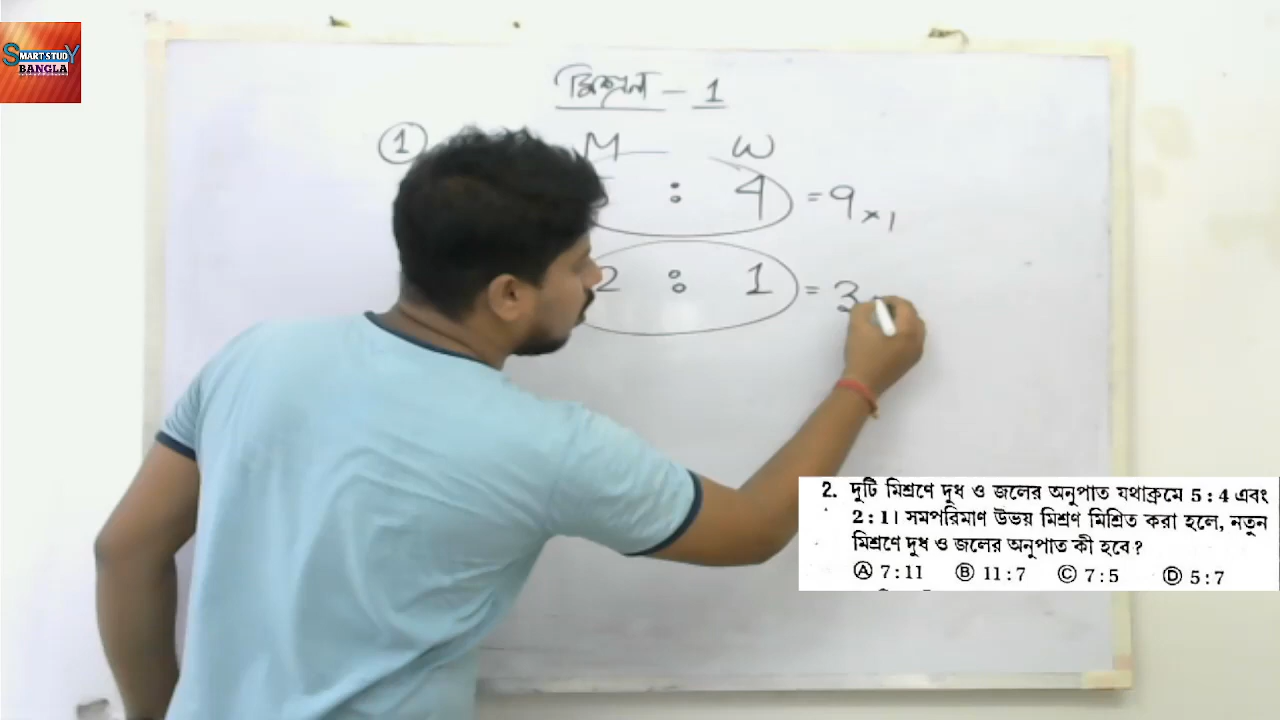 SMART STUDY
BANGLA
মিশ্রণ - 1
1 M W
: 4 = 9 × 1
2 : 1 = 3
2. দুটি মিশ্রণে দুধ ও জলের অনুপাত যথাক্রমে 5 : 4 এবং
2 : 1। সমপরিমাণ উভয় মিশ্রণ মিশ্রিত করা হলে, নতুন
মিশ্রণে দুধ ও জলের অনুপাত কী হবে?
Ⓐ 7 : 11 Ⓑ 11 : 7 Ⓒ 7 : 5 Ⓓ 5 : 7